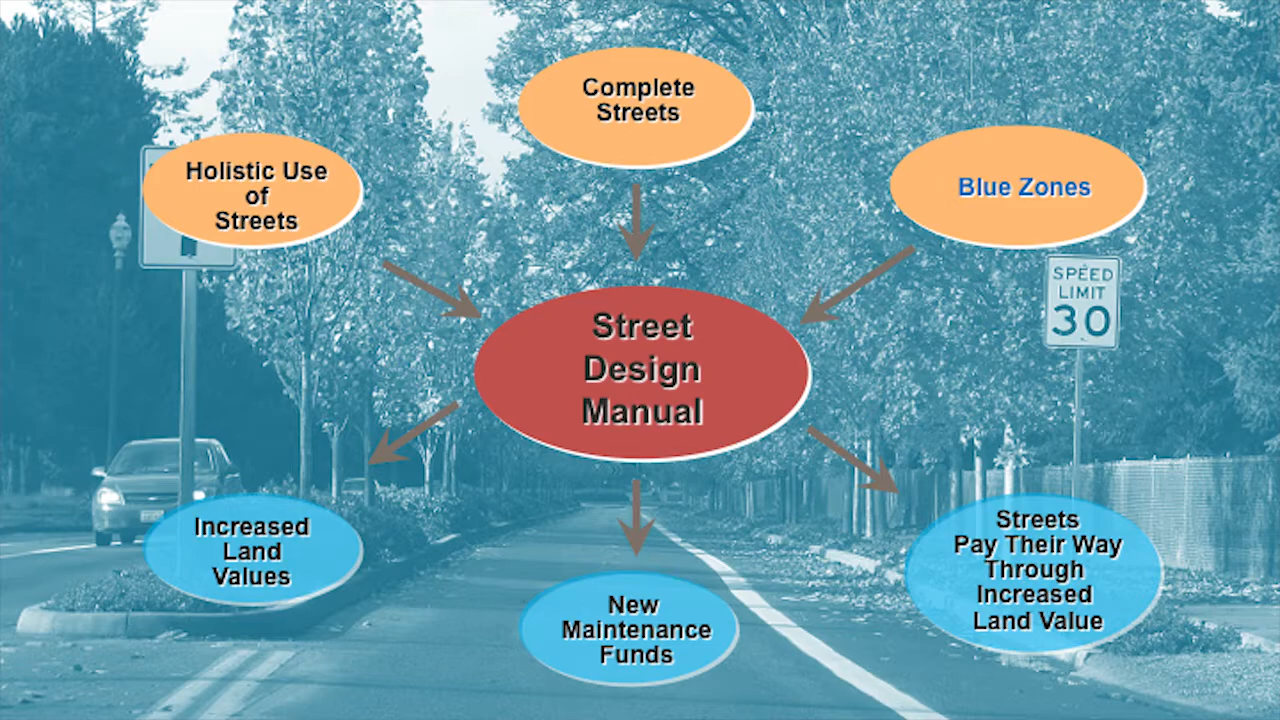 Complete
Streets
Holistic Use
of
Streets
Blue Zones
SPEED
LIMIT
30
Street
Design
Manual
Increased
Land
Values
New
Maintenance
Funds
Streets
Pay Their Way
Through
Increased
Land Value